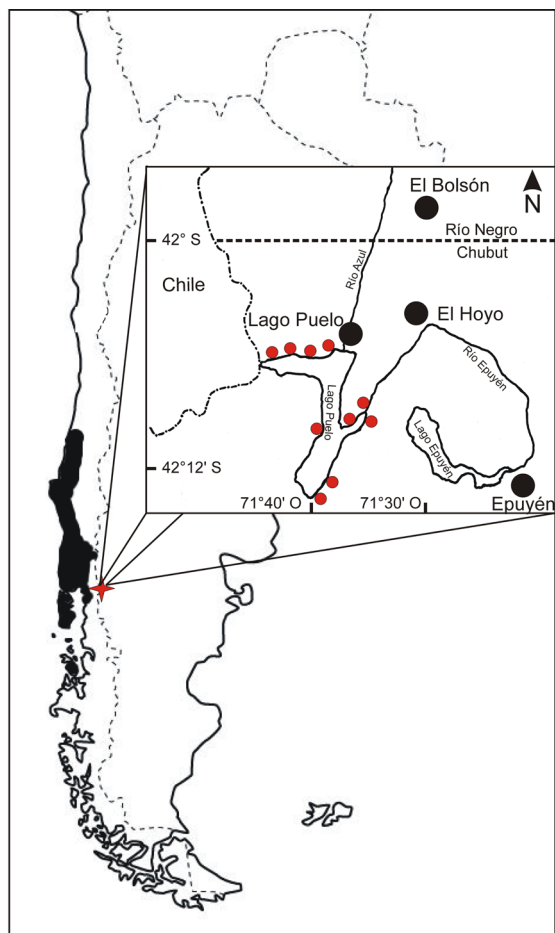 El Bolsón
N
Río Negro
42° S
Chubut
Río Azul
Chile
El Hoyo
Lago Puelo
Río Epuyén
Lago Puelo
Lago Epuyén
42°12' S
Epuyén
71°40' O
71°30' O